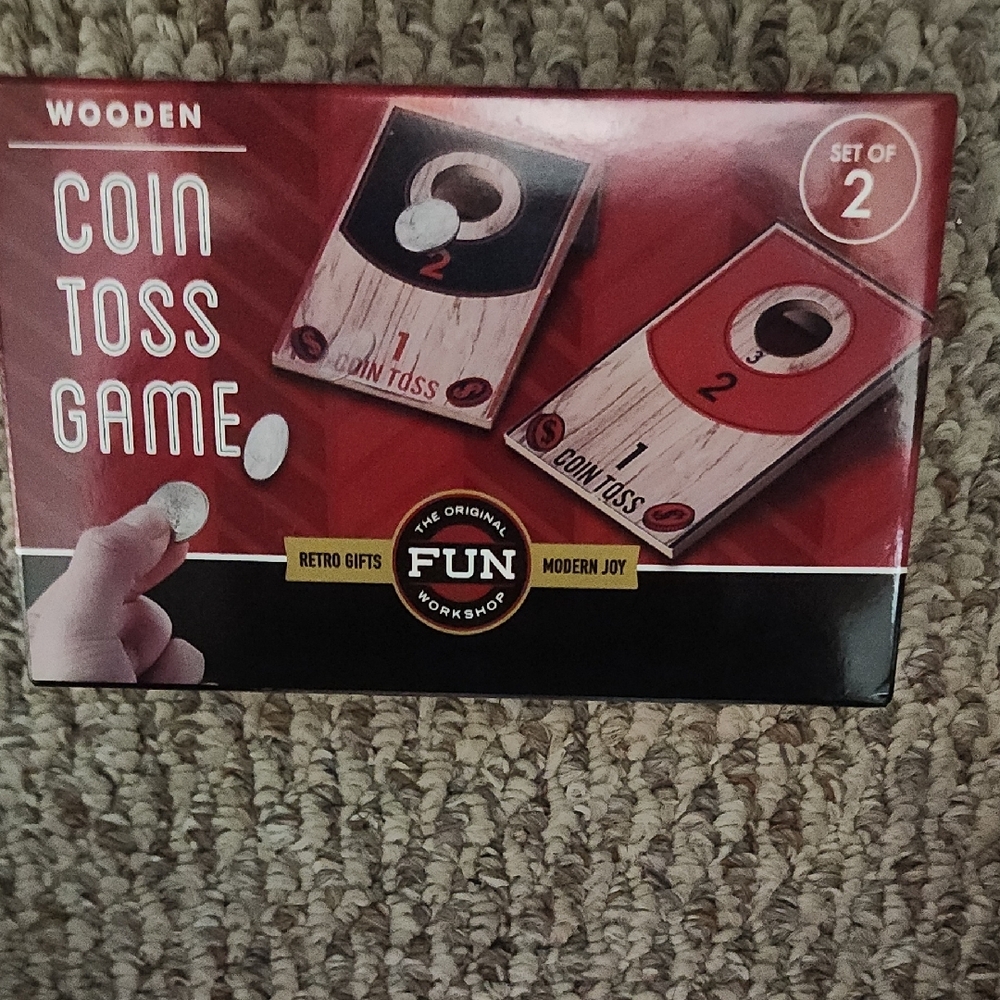 WOODEN
COIN
TOSS
GAME
SET OF
2
2
1
COIN TOSS
3
2
1
COIN TOSS
THE ORIGINAL
RETRO GIFTS FUN MODERN JOY
WORKSHOP